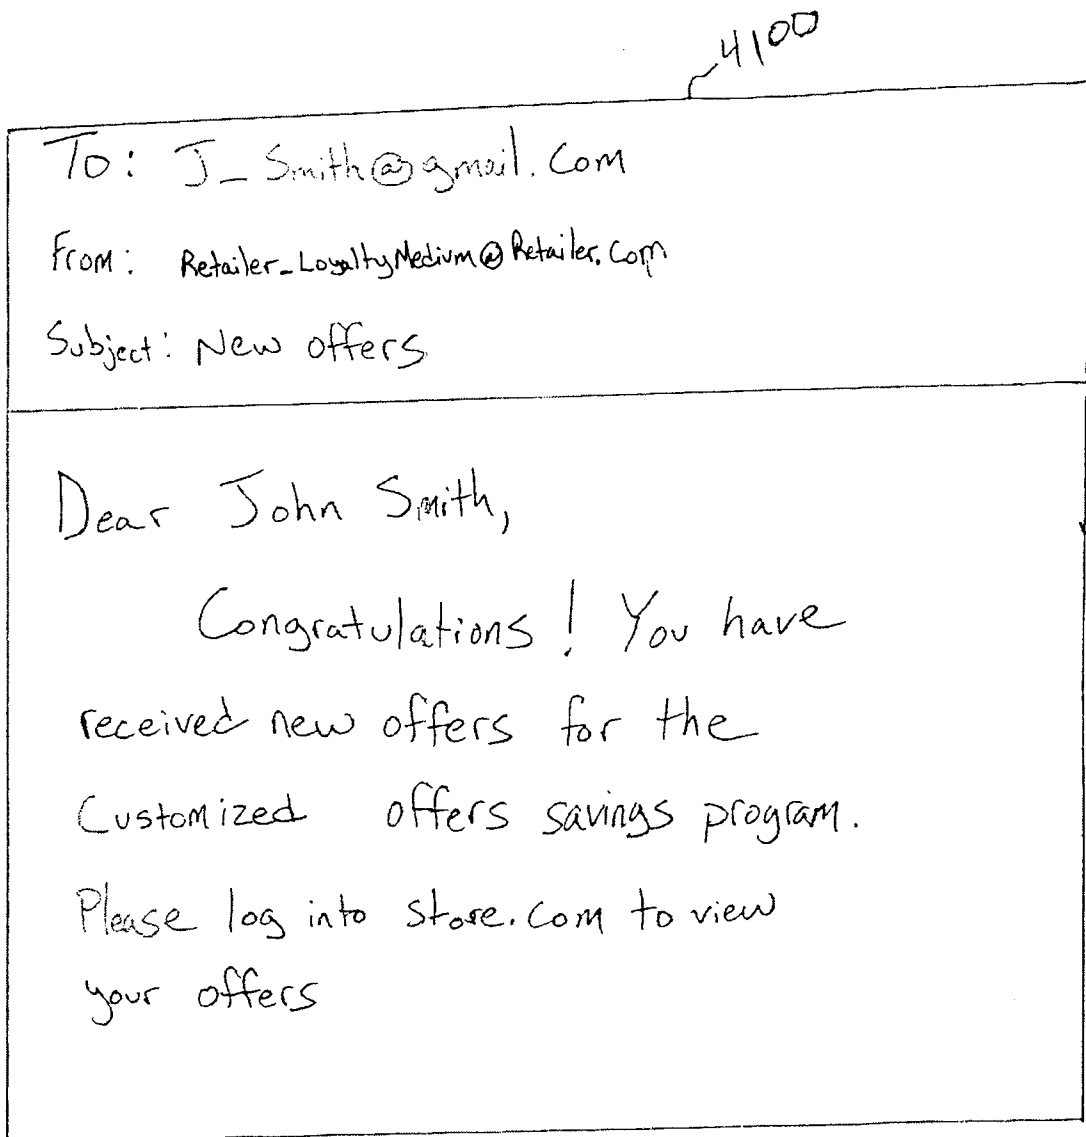 4100
To: J_Smith@gmail.com
From: Retailer_LoyaltyMedium@Retailer.com
Subject: New offers
Dear John Smith,
Congratulations! You have
received new offers for the
Customized offers savings program.
Please log into store.com to view
your offers